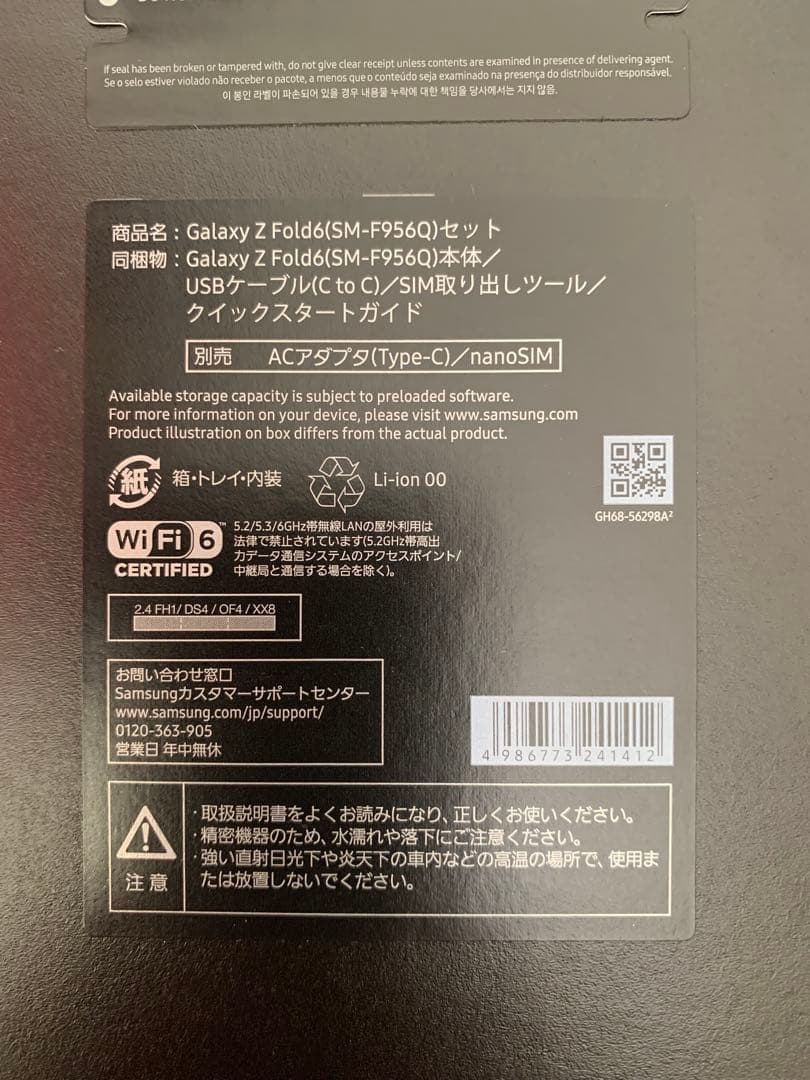 If seal has been broken or tampered with, do not give clear receipt unless contents are examined in presence of delivering agent.
Se o selo estiver violado não receber o pacote, a menos que o conteúdo seja examinado na presença do distribuidor responsável.
이 봉인 라벨이 파손되어 있을 경우 내용물 누락에 대한 책임을 당사에서는 지지 않음.
商品名：Galaxy Z Fold6(SM-F956Q)セット
同梱物：Galaxy Z Fold6(SM-F956Q)本体／
USBケーブル(C to C)／SIM取り出しツール／
クイックスタートガイド
別売 ACアダプタ(Type-C)／nanoSIM
Available storage capacity is subject to preloaded software.
For more information on your device, please visit www.samsung.com
Product illustration on box differs from the actual product.
紙 箱・トレイ・内装 Li-ion 00
GH68-56298A²
Wi Fi 6™
CERTIFIED
5.2/5.3/6GHz帯無線LANの屋外利用は
法律で禁止されています(5.2GHz帯高出
力データ通信システムのアクセスポイント/
中継局と通信する場合を除く)。
2.4 FH1/ DS4 / OF4 / XX8
お問い合わせ窓口
Samsungカスタマーサポートセンター
www.samsung.com/jp/support/
0120-363-905
営業日 年中無休
4 986773 241412
注意
・取扱説明書をよくお読みになり、正しくお使いください。
・精密機器のため、水濡れや落下にご注意ください。
・強い直射日光下や炎天下の車内などの高温の場所で、使用ま
たは放置しないでください。